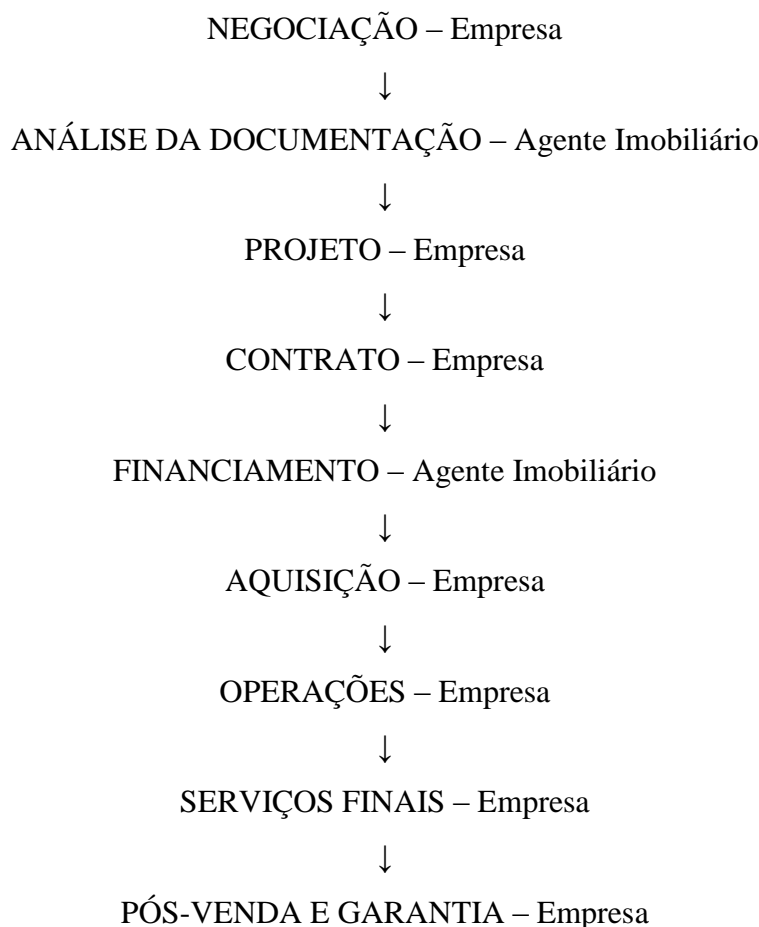 NEGOCIAÇÃO – Empresa
↓
ANÁLISE DA DOCUMENTAÇÃO – Agente Imobiliário
↓
PROJETO – Empresa
↓
CONTRATO – Empresa
↓
FINANCIAMENTO – Agente Imobiliário
↓
AQUISIÇÃO – Empresa
↓
OPERAÇÕES – Empresa
↓
SERVIÇOS FINAIS – Empresa
↓
PÓS-VENDA E GARANTIA – Empresa